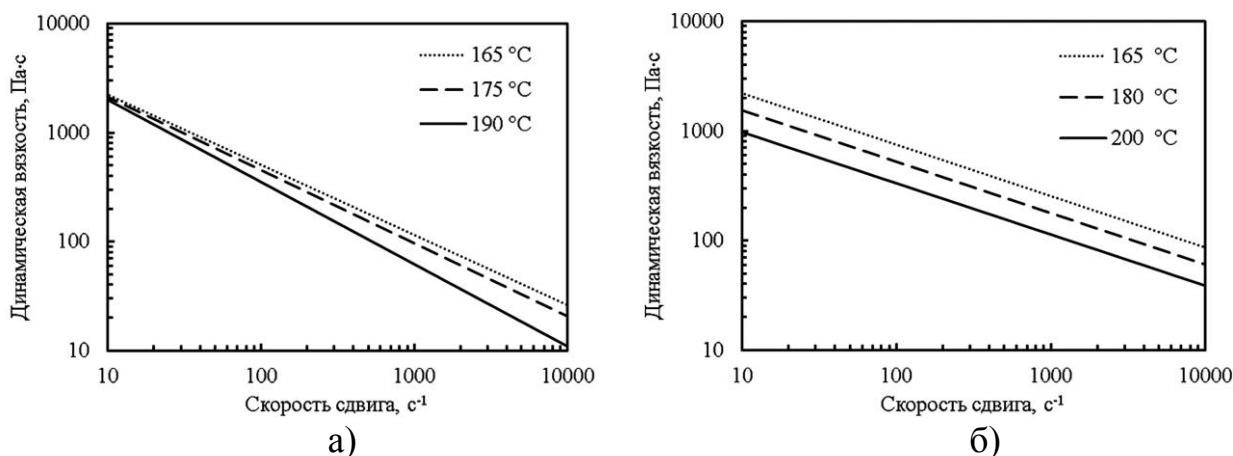 10000
1000
100
10
Динамическая вязкость, Па·с
165 °C
175 °C
190 °C
10 100 1000 10000
Скорость сдвига, с-1
а)
10000
1000
100
10
Динамическая вязкость, Па·с
165 °C
180 °C
200 °C
10 100 1000 10000
Скорость сдвига, с-1
б)